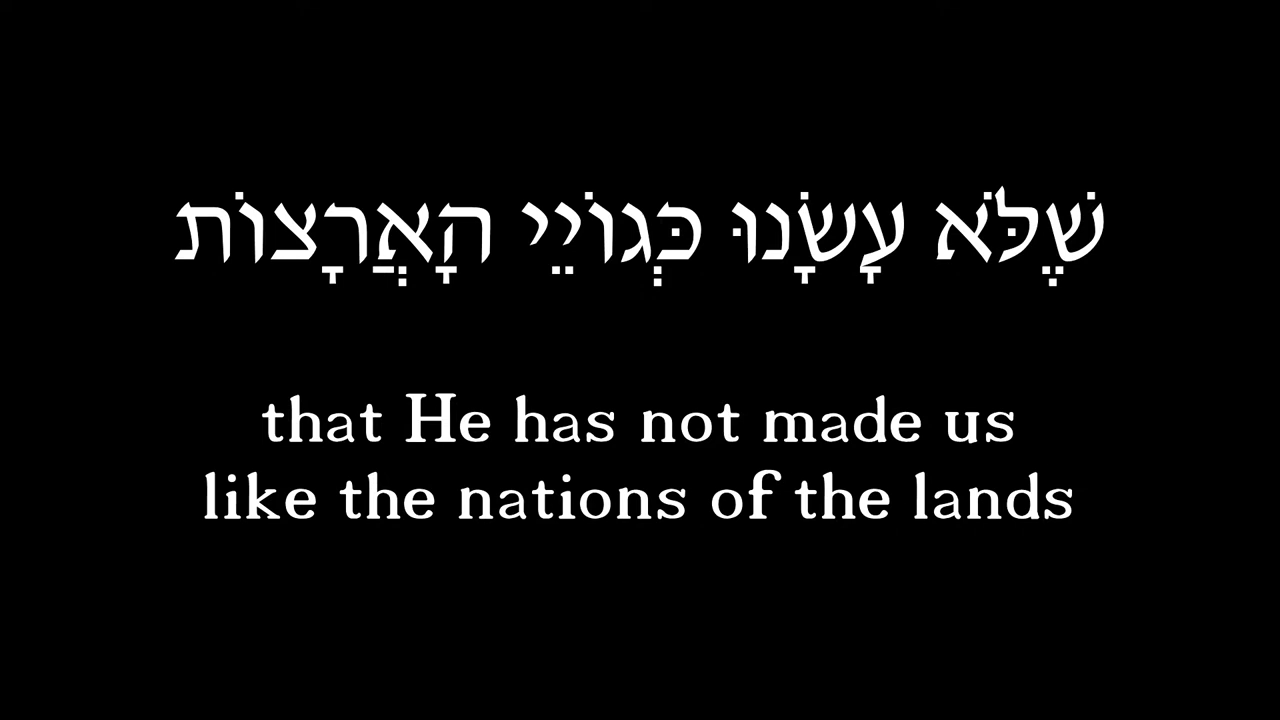 שֶׁלֹּא עָשָׂנוּ כְּגוֹיֵי הָאֲרָצוֹת
that He has not made us
like the nations of the lands